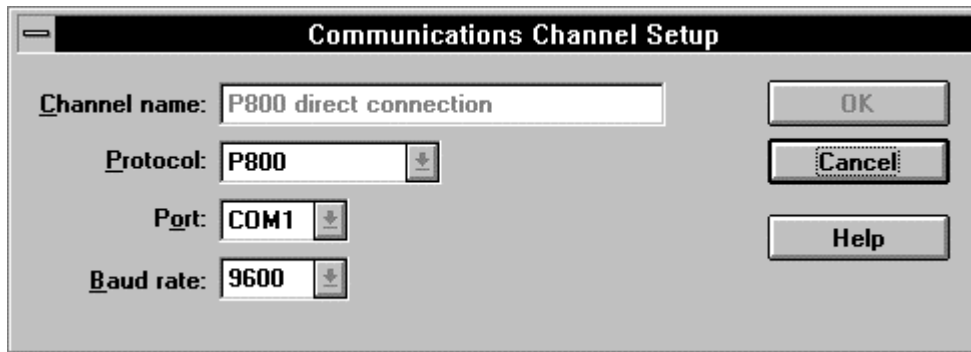 Communications Channel Setup
Channel name: P800 direct connection
OK
Protocol: P800
Cancel
Port: COM1
Help
Baud rate: 9600